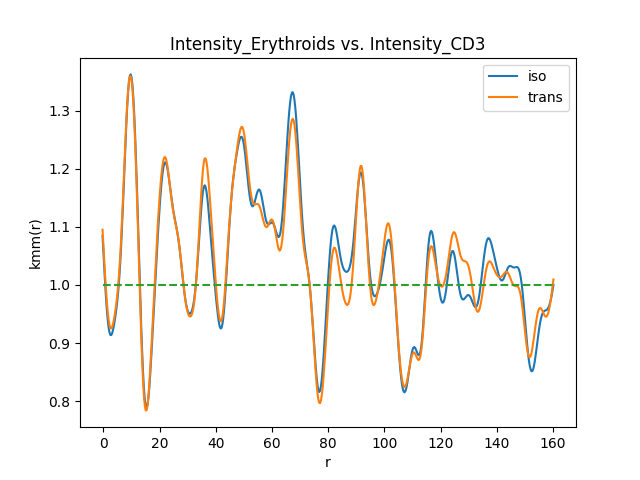 Intensity_Erythroids vs. Intensity_CD3
iso
trans
kmm(r)
1.3
1.2
1.1
1.0
0.9
0.8
0 20 40 60 80 100 120 140 160
r